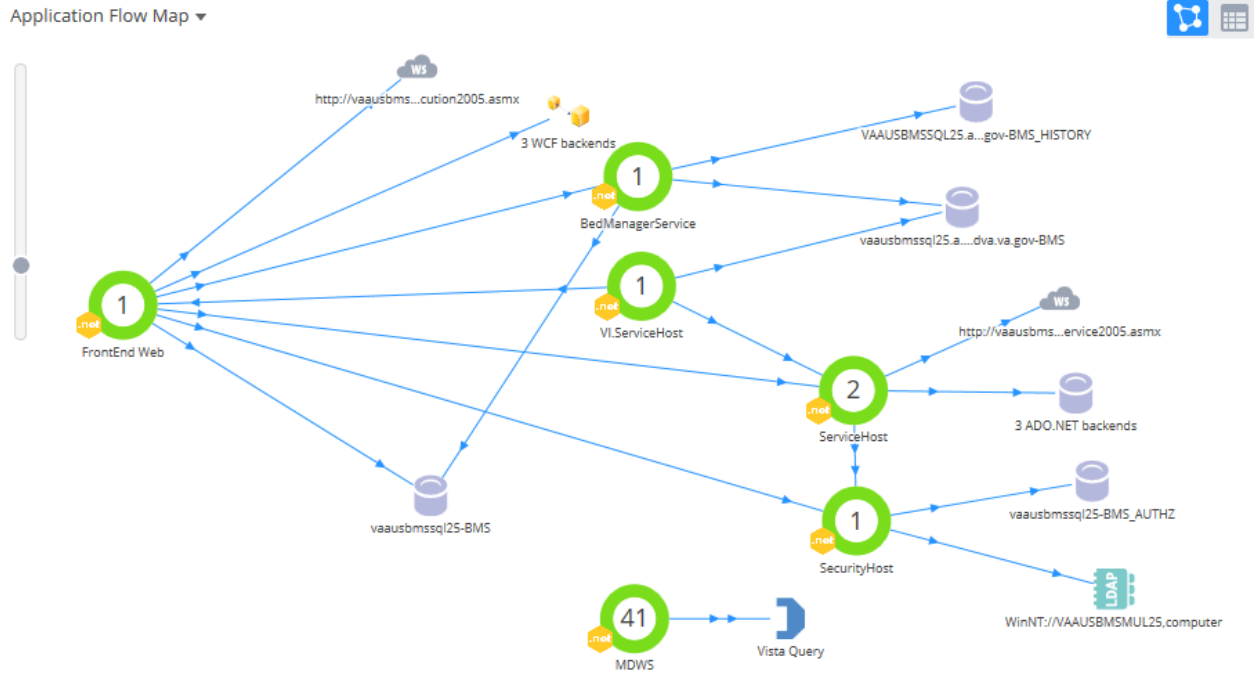 Application Flow Map
WS
http://vaausbms...cution2005.asmx
3 WCF backends
VAAUSBMSSQL25.a...gov-BMS_HISTORY
1
.net
BedManagerService
vaausbmssql25.a....dva.va.gov-BMS
1
.net
FrontEnd Web
1
.net
VI.ServiceHost
WS
http://vaausbms...ervice2005.asmx
2
.net
ServiceHost
3 ADO.NET backends
vaausbmssql25-BMS
1
.net
SecurityHost
vaausbmssql25-BMS_AUTHZ
LDAP
WinNT://VAAUSBMSMUL25,computer
41
.net
MDWS
Vista Query